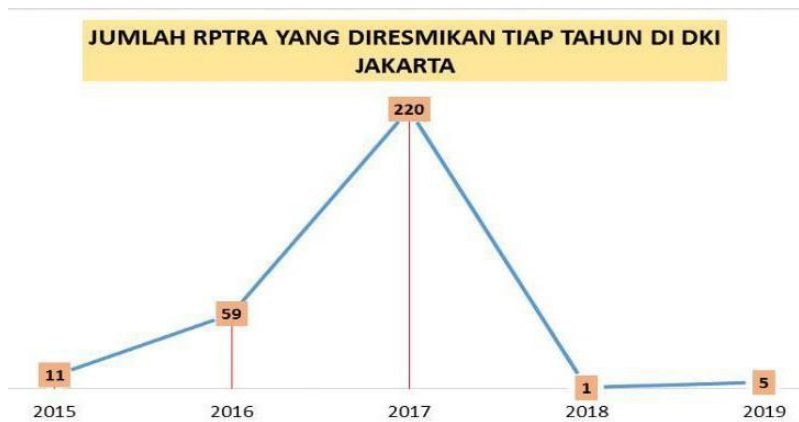 JUMLAH RPTRA YANG DIRESMIKAN TIAP TAHUN DI DKI
JAKARTA
220
59
11
1
5
2015 2016 2017 2018 2019